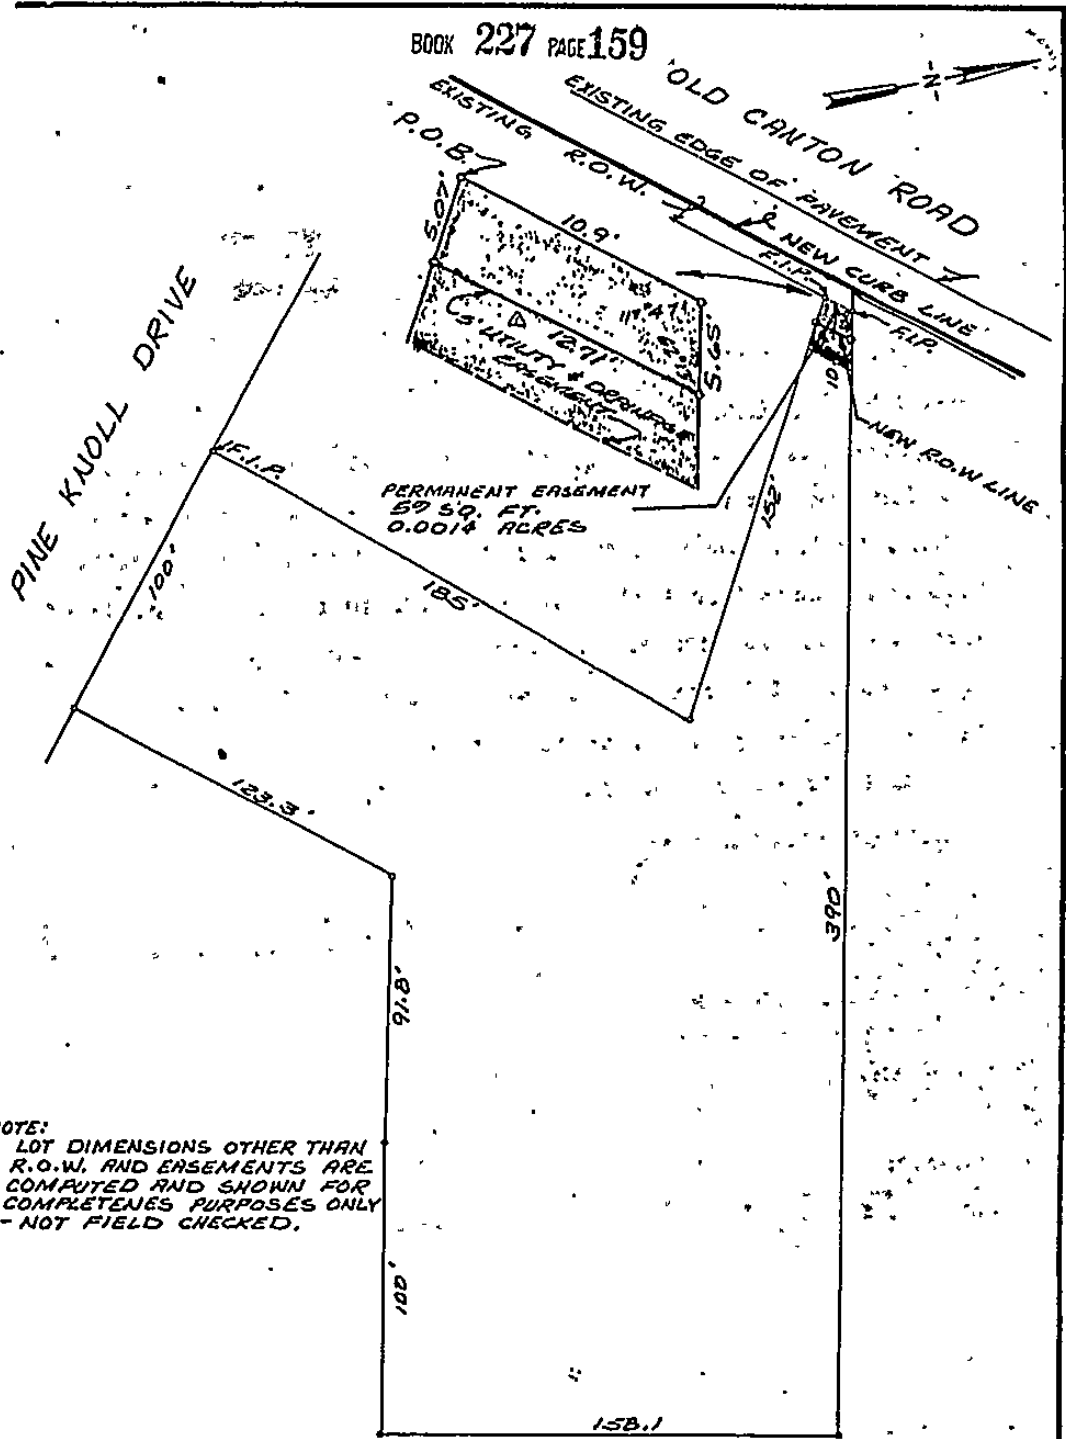 BOOK 227 PAGE 159
-N-
OLD CANTON ROAD
EXISTING EDGE OF PAVEMENT
EXISTING R.O.W.
P.O.B.
NEW CURB LINE
F.I.P.
F.I.P.
NEW R.O.W LINE
10.9'
5.07'
5.65
12.71'
5' UTILITY & DRAINAGE
EASEMENT
PINE KNOLL DRIVE
F.I.P.
PERMANENT EASEMENT
59 SQ. FT.
0.0014 ACRES
152'
100'
185'
123.3'
390'
91.8'
NOTE:
LOT DIMENSIONS OTHER THAN
R.O.W. AND EASEMENTS ARE
COMPUTED AND SHOWN FOR
COMPLETENES PURPOSES ONLY
- NOT FIELD CHECKED.
100'
158.1